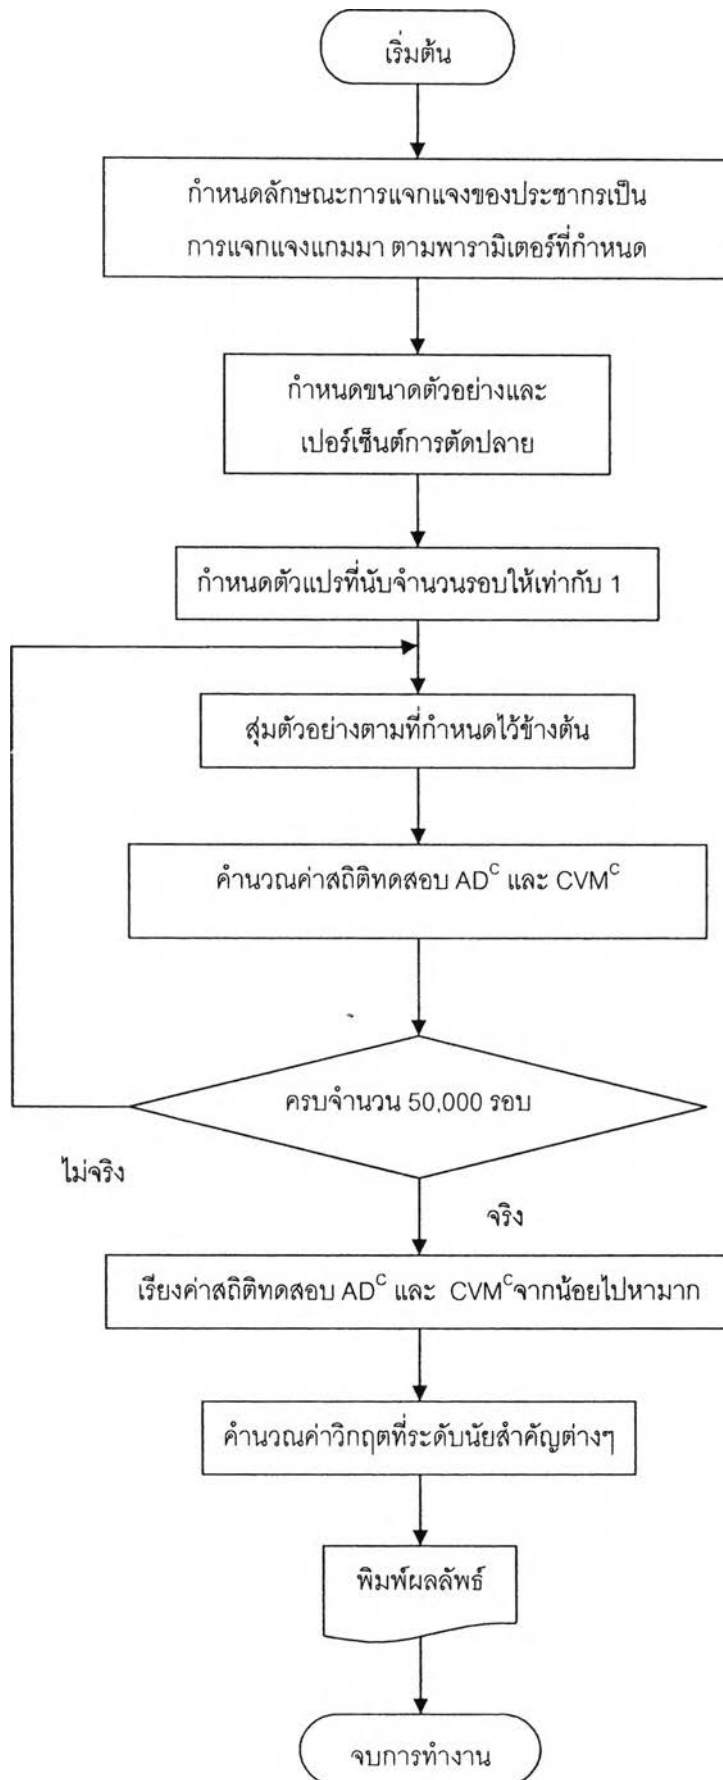 เริ่มต้น
กำหนดลักษณะการแจกแจงของประชากรเป็น
การแจกแจงแกมมา ตามพารามิเตอร์ที่กำหนด
กำหนดขนาดตัวอย่างและ
เปอร์เซ็นต์การตัดปลาย
กำหนดตัวแปรที่นับจำนวนรอบให้เท่ากับ 1
สุ่มตัวอย่างตามที่กำหนดไว้ข้างต้น
คำนวณค่าสถิติทดสอบ AD^C และ CVM^C
ครบจำนวน 50,000 รอบ
ไม่จริง
จริง
เรียงค่าสถิติทดสอบ AD^C และ CVM^Cจากน้อยไปหามาก
คำนวณค่าวิกฤตที่ระดับนัยสำคัญต่างๆ
พิมพ์ผลลัพธ์
จบการทำงาน